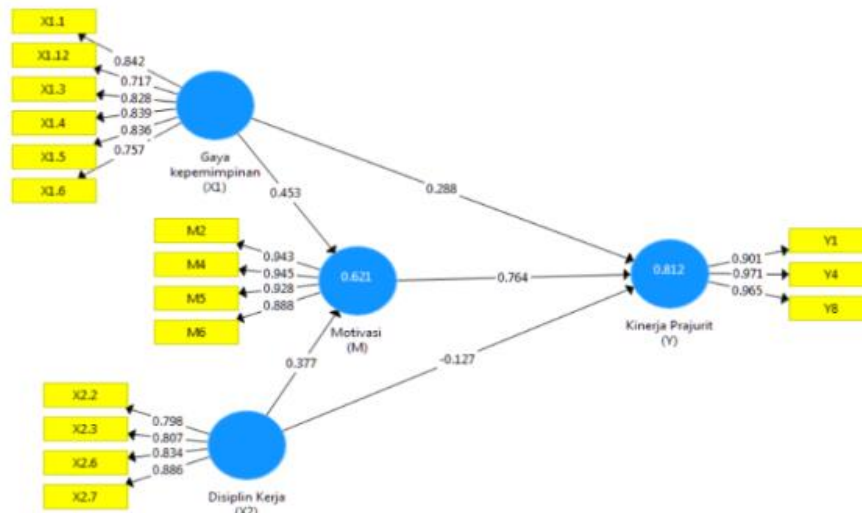 X1.1
X1.12
X1.3
X1.4
X1.5
X1.6
0.842
0.717
0.828
0.839
0.836
0.757
Gaya
kepemimpinan
(X1)
0.453
0.288
M2
M4
M5
M6
0.943
0.945
0.928
0.888
0.621
Motivasi
(M)
0.764
0.812
Kinerja Prajurit
(Y)
0.901
0.971
0.965
Y1
Y4
Y8
0.377
-0.127
X2.2
X2.3
X2.6
X2.7
0.798
0.807
0.834
0.886
Disiplin Kerja
(X2)